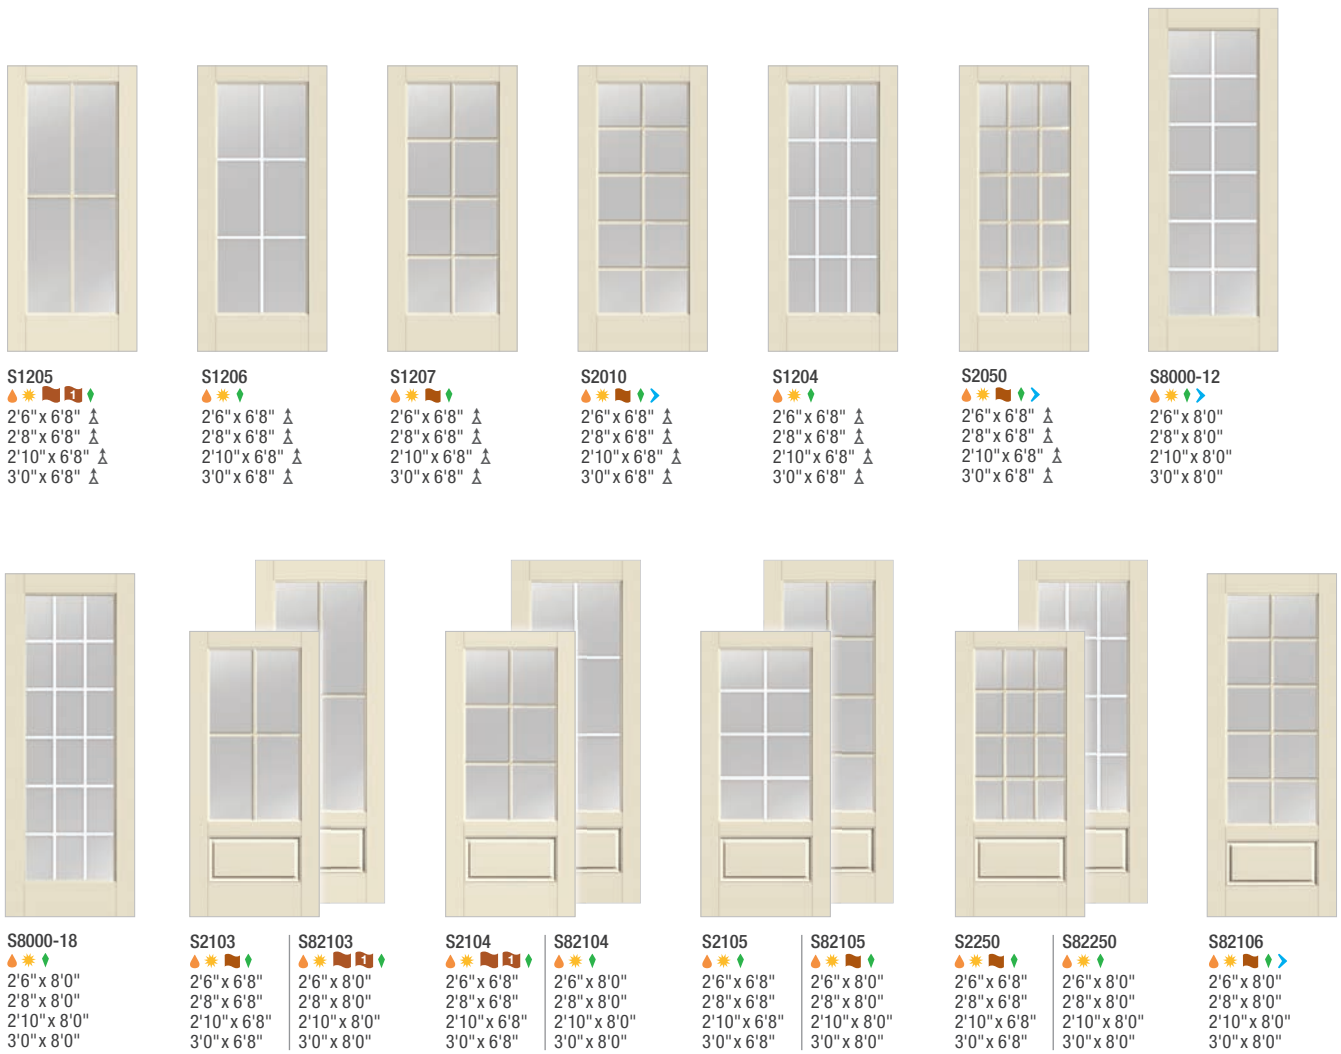 S1205
1
2'6" x 6'8"
2'8" x 6'8"
2'10" x 6'8"
3'0" x 6'8"
S1206
2'6" x 6'8"
2'8" x 6'8"
2'10" x 6'8"
3'0" x 6'8"
S1207
2'6" x 6'8"
2'8" x 6'8"
2'10" x 6'8"
3'0" x 6'8"
S2010
2'6" x 6'8"
2'8" x 6'8"
2'10" x 6'8"
3'0" x 6'8"
S1204
2'6" x 6'8"
2'8" x 6'8"
2'10" x 6'8"
3'0" x 6'8"
S2050
2'6" x 6'8"
2'8" x 6'8"
2'10" x 6'8"
3'0" x 6'8"
S8000-12
2'6" x 8'0"
2'8" x 8'0"
2'10" x 8'0"
3'0" x 8'0"
S8000-18
2'6" x 8'0"
2'8" x 8'0"
2'10" x 8'0"
3'0" x 8'0"
S2103
2'6" x 6'8"
2'8" x 6'8"
2'10" x 6'8"
3'0" x 6'8"
S82103
1
2'6" x 8'0"
2'8" x 8'0"
2'10" x 8'0"
3'0" x 8'0"
S2104
1
2'6" x 6'8"
2'8" x 6'8"
2'10" x 6'8"
3'0" x 6'8"
S82104
2'6" x 8'0"
2'8" x 8'0"
2'10" x 8'0"
3'0" x 8'0"
S2105
2'6" x 6'8"
2'8" x 6'8"
2'10" x 6'8"
3'0" x 6'8"
S82105
2'6" x 8'0"
2'8" x 8'0"
2'10" x 8'0"
3'0" x 8'0"
S2250
2'6" x 6'8"
2'8" x 6'8"
2'10" x 6'8"
3'0" x 6'8"
S82250
2'6" x 8'0"
2'8" x 8'0"
2'10" x 8'0"
3'0" x 8'0"
S82106
2'6" x 8'0"
2'8" x 8'0"
2'10" x 8'0"
3'0" x 8'0"